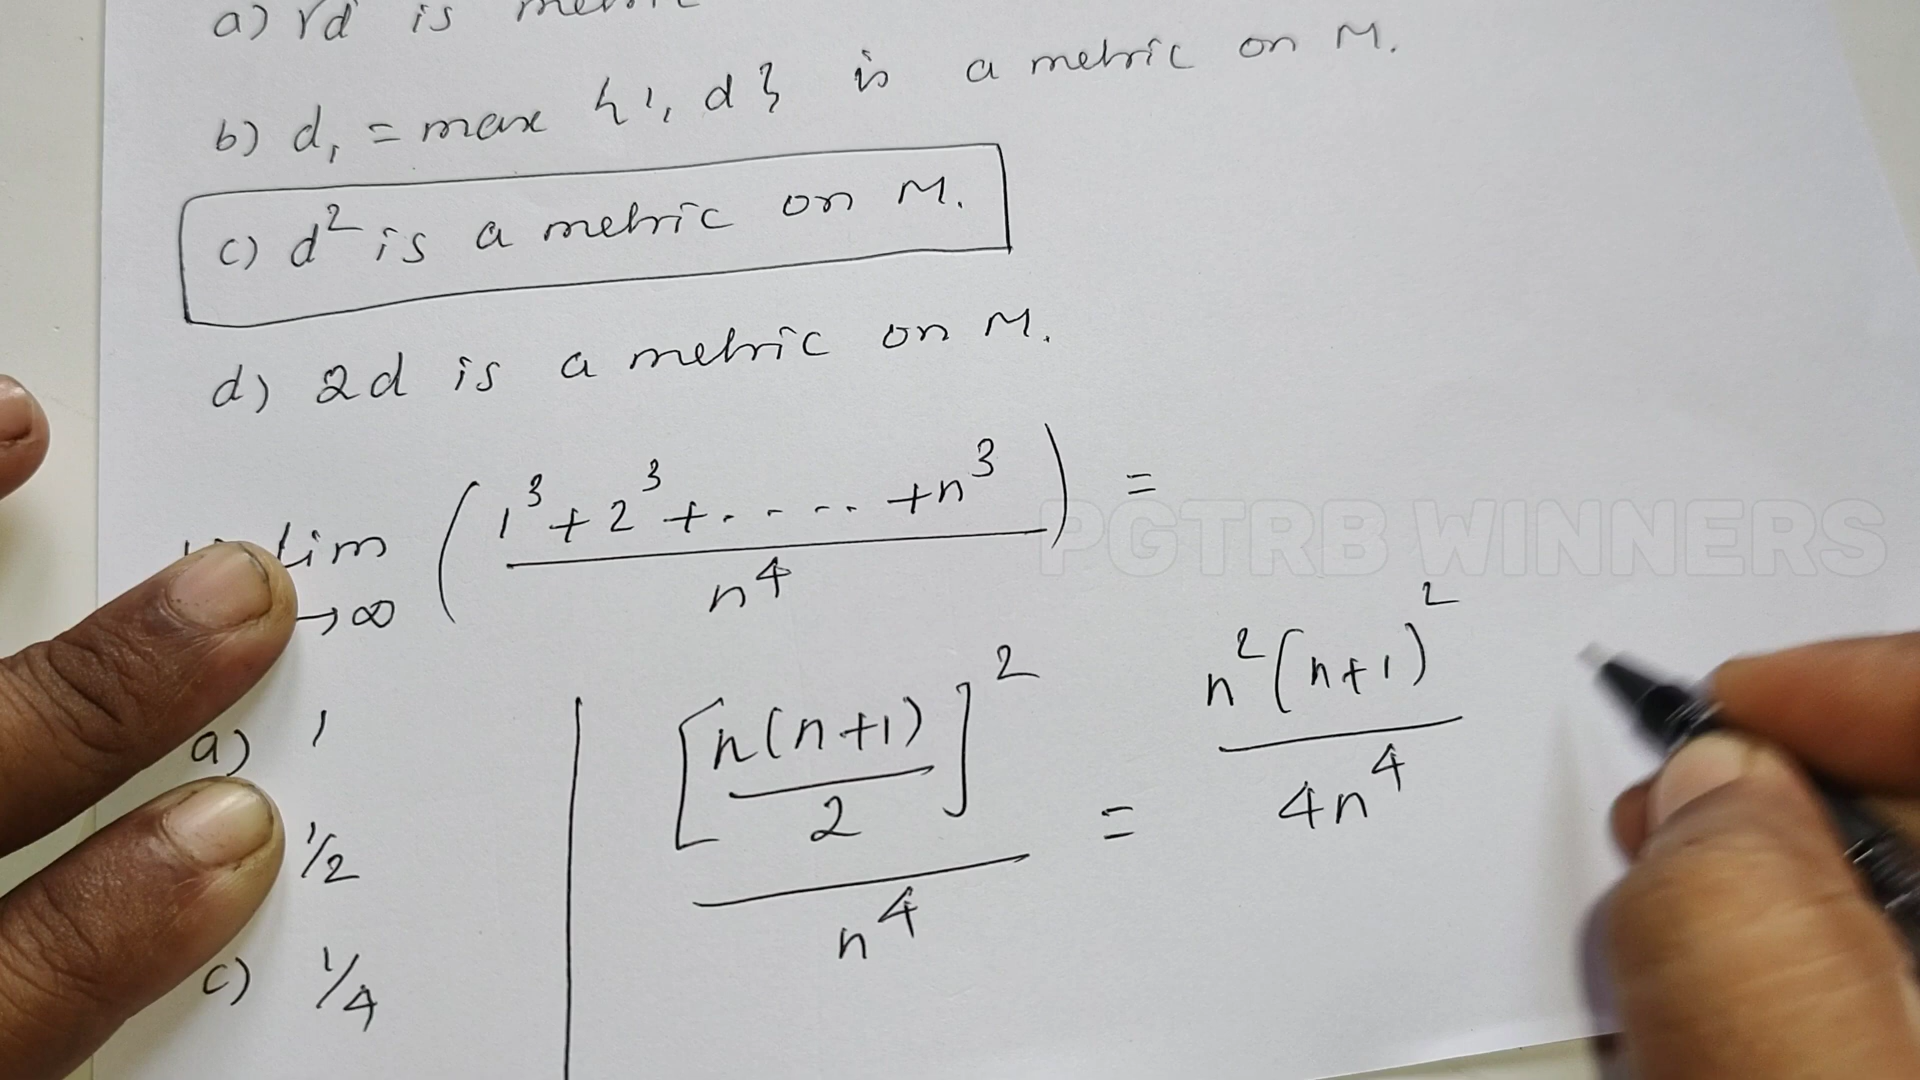 a) √d is metric
b) d₁ = max {1, d} is a metric on M.
c) d² is a metric on M.
d) 2d is a metric on M.
lim →∞ (1³+2³+.....+n³ / n⁴) =
PGTRB WINNERS
a) 1
1/2
c) 1/4
[n(n+1)/2]² / n⁴ = n²(n+1)² / 4n⁴